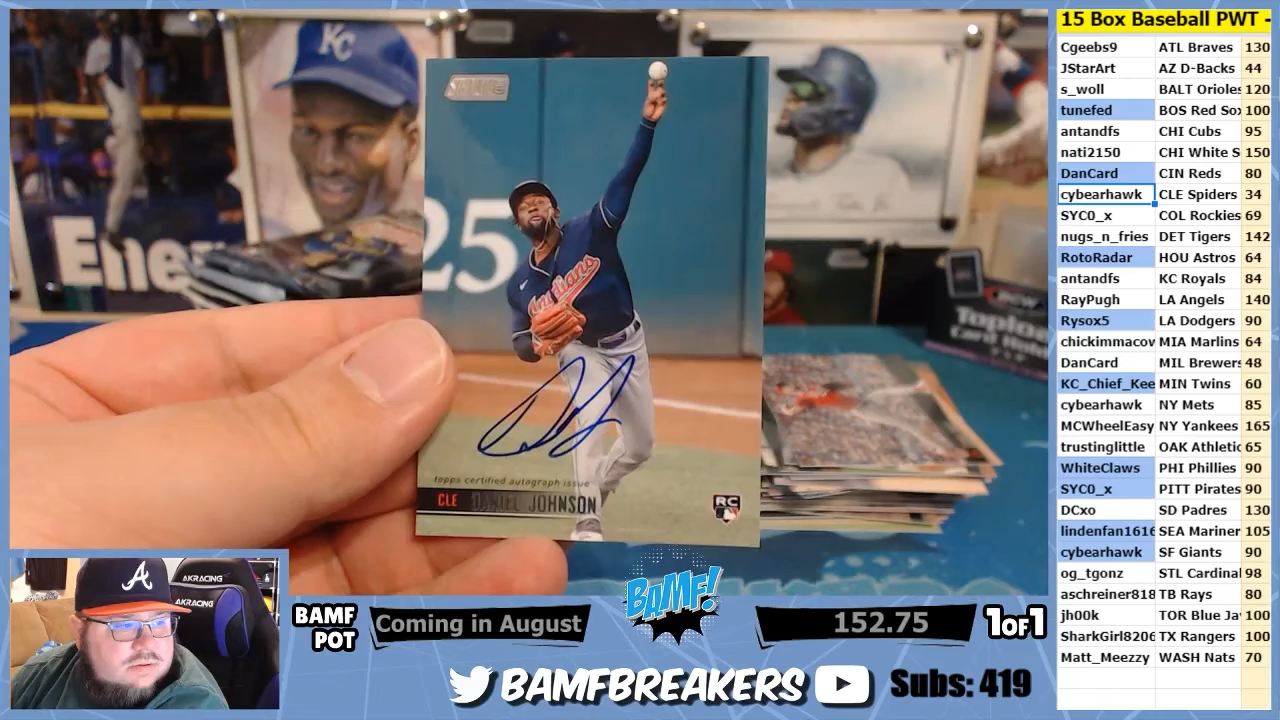 15 Box Baseball PWT -
Cgeebs9 ATL Braves 130
JStarArt AZ D-Backs 44
s_woll BALT Orioles 120
tunefed BOS Red Sox 100
antandfs CHI Cubs 95
nati2150 CHI White S 150
DanCard CIN Reds 80
cybearhawk CLE Spiders 34
SYC0_x COL Rockies 69
nugs_n_fries DET Tigers 142
RotoRadar HOU Astros 64
antandfs KC Royals 84
RayPugh LA Angels 140
Rysox5 LA Dodgers 90
chickimmacow MIA Marlins 64
DanCard MIL Brewers 48
KC_Chief_Kee MIN Twins 60
cybearhawk NY Mets 85
MCWheelEasy NY Yankees 165
trustinglittle OAK Athletic 65
WhiteClaws PHI Phillies 90
SYC0_x PITT Pirates 90
DCxo SD Padres 130
lindenfan1616 SEA Mariner 105
cybearhawk SF Giants 90
og_tgonz STL Cardinal 98
aschreiner818 TB Rays 80
jh00k TOR Blue Ja 100
SharkGirl8206 TX Rangers 100
Matt_Meezzy WASH Nats 70
KC
Ener
25
Indians
topps certified autograph issue
CLE DANIEL JOHNSON
RC
A
AKRACING
AKRACING
BAMF
POT
Coming in August
BAMF!
152.75
1OF1
BAMFBREAKERS
Subs: 419